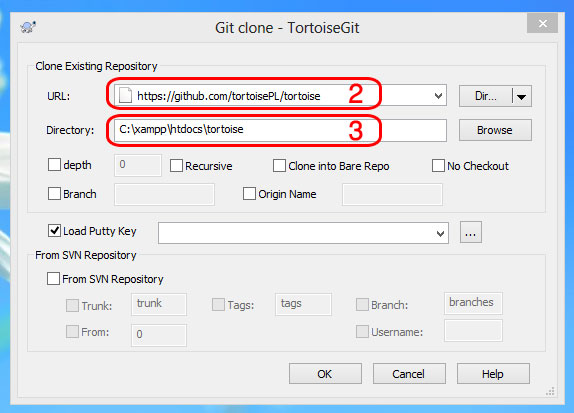 Git clone - TortoiseGit
Clone Existing Repository
URL: https://github.com/tortoisePL/tortoise 2 Dir...
Directory: C:\xampp\htdocs\tortoise 3 Browse
depth 0 Recursive Clone into Bare Repo No Checkout
Branch Origin Name
Load Putty Key ...
From SVN Repository
From SVN Repository
Trunk: trunk Tags: tags Branch: branches
From: 0 Username:
OK Cancel Help